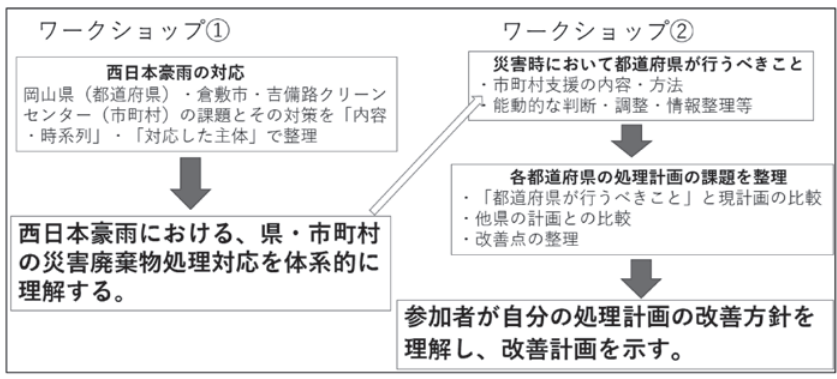 ワークショップ①
西日本豪雨の対応
岡山県（都道府県）・倉敷市・吉備路クリーン
センター（市町村）の課題とその対策を「内容
・時系列」・「対応した主体」で整理
西日本豪雨における、県・市町村
の災害廃棄物処理対応を体系的に
理解する。
ワークショップ②
災害時において都道府県が行うべきこと
・市町村支援の内容・方法
・能動的な判断・調整・情報整理等
各都道府県の処理計画の課題を整理
・「都道府県が行うべきこと」と現計画の比較
・他県の計画との比較
・改善点の整理
参加者が自分の処理計画の改善方針を
理解し、改善計画を示す。